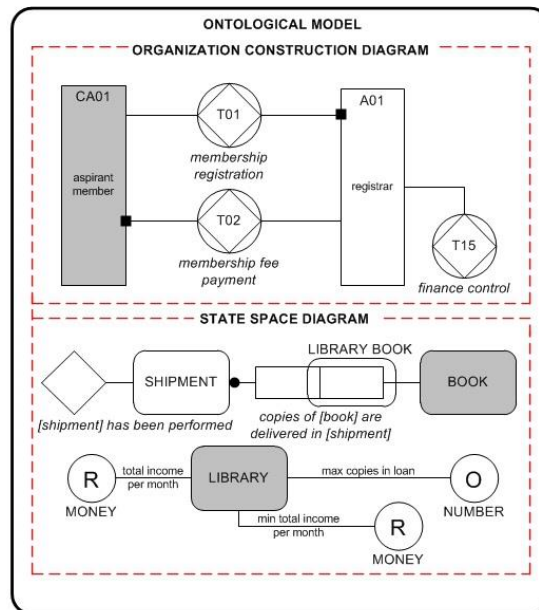 ONTOLOGICAL MODEL
ORGANIZATION CONSTRUCTION DIAGRAM
CA01
A01
T01
membership
registration
aspirant
member
registrar
T02
membership fee
payment
T15
finance control
STATE SPACE DIAGRAM
LIBRARY BOOK
SHIPMENT
BOOK
[shipment] has been performed
copies of [book] are
delivered in [shipment]
R
total income
per month
LIBRARY
max copies in loan
O
MONEY
NUMBER
min total income
per month
R
MONEY